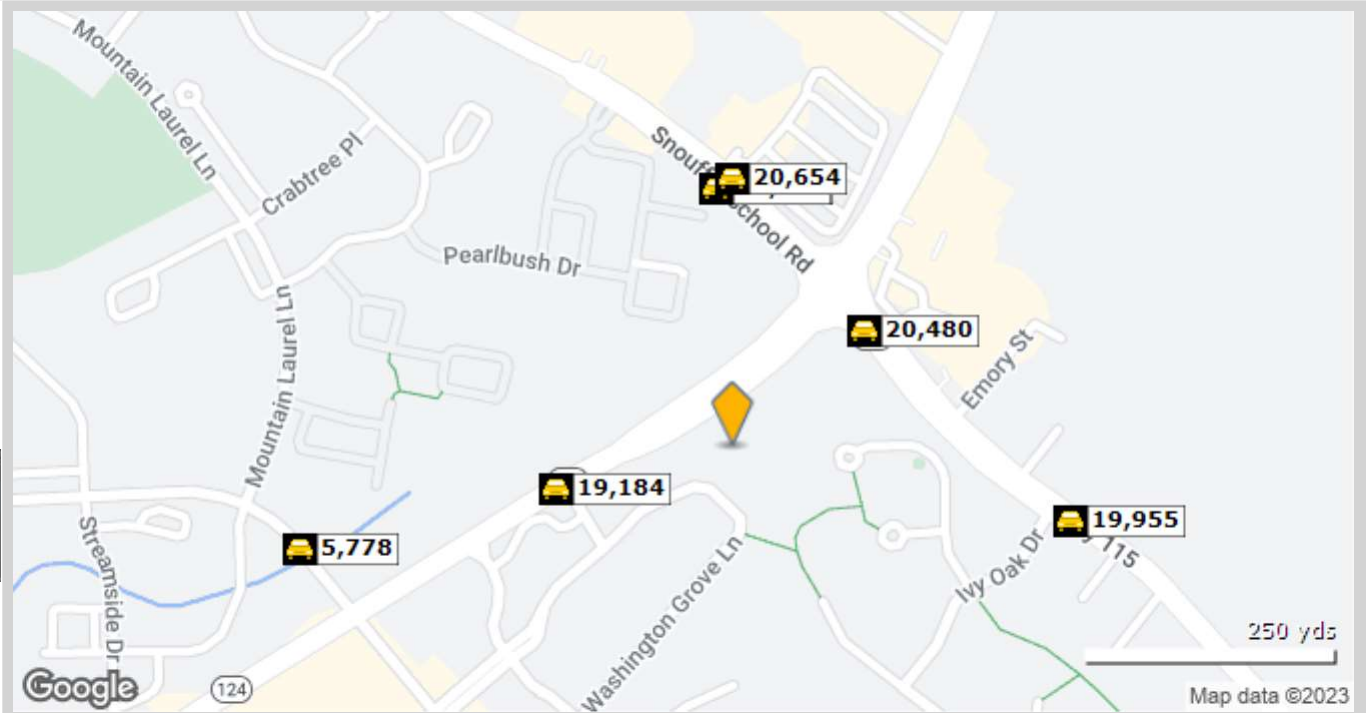 Mountain Laurel Ln
Crabtree Pl
20,654
School Rd
Pearlbush Dr
20,480
Emory St
Mountain Laurel Ln
19,184
19,955
5,778
115
Ivy Oak Dr
Streamside Dr
Washington Grove Ln
250 yds
Google
124
Map data ©2023